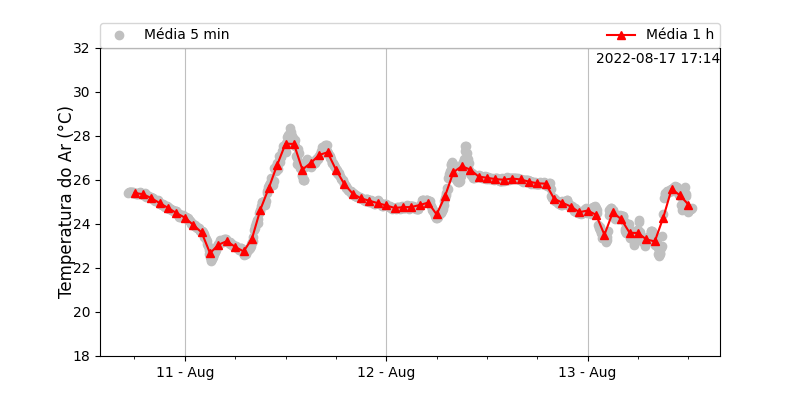 Média 5 min
Média 1 h
2022-08-17 17:14
Temperatura do Ar (°C)
32
30
28
26
24
22
20
18
11 - Aug
12 - Aug
13 - Aug